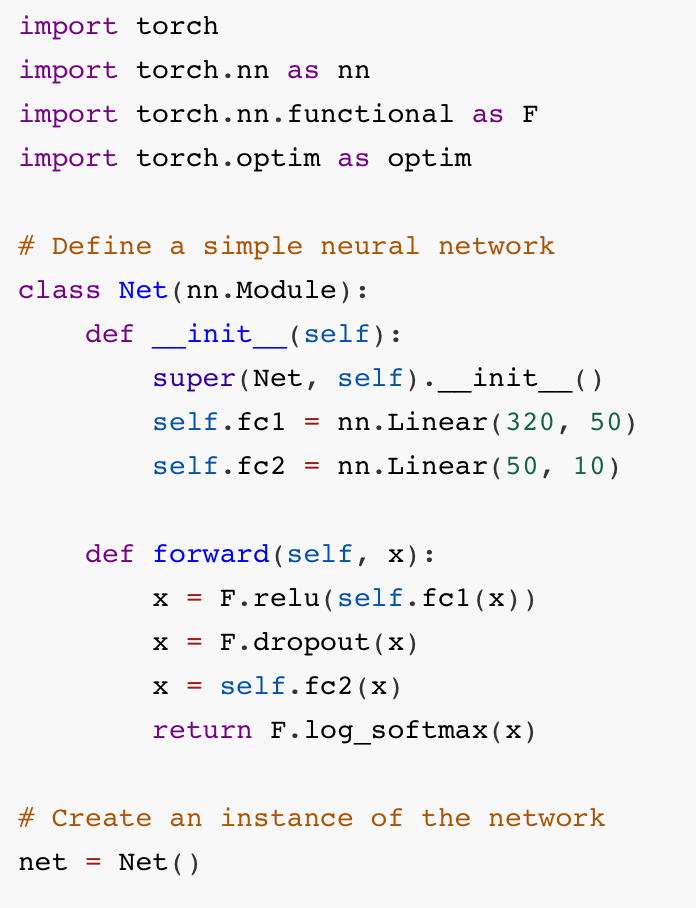 import torch
import torch.nn as nn
import torch.nn.functional as F
import torch.optim as optim

# Define a simple neural network
class Net(nn.Module):
    def __init__(self):
        super(Net, self).__init__()
        self.fc1 = nn.Linear(320, 50)
        self.fc2 = nn.Linear(50, 10)

    def forward(self, x):
        x = F.relu(self.fc1(x))
        x = F.dropout(x)
        x = self.fc2(x)
        return F.log_softmax(x)

# Create an instance of the network
net = Net()